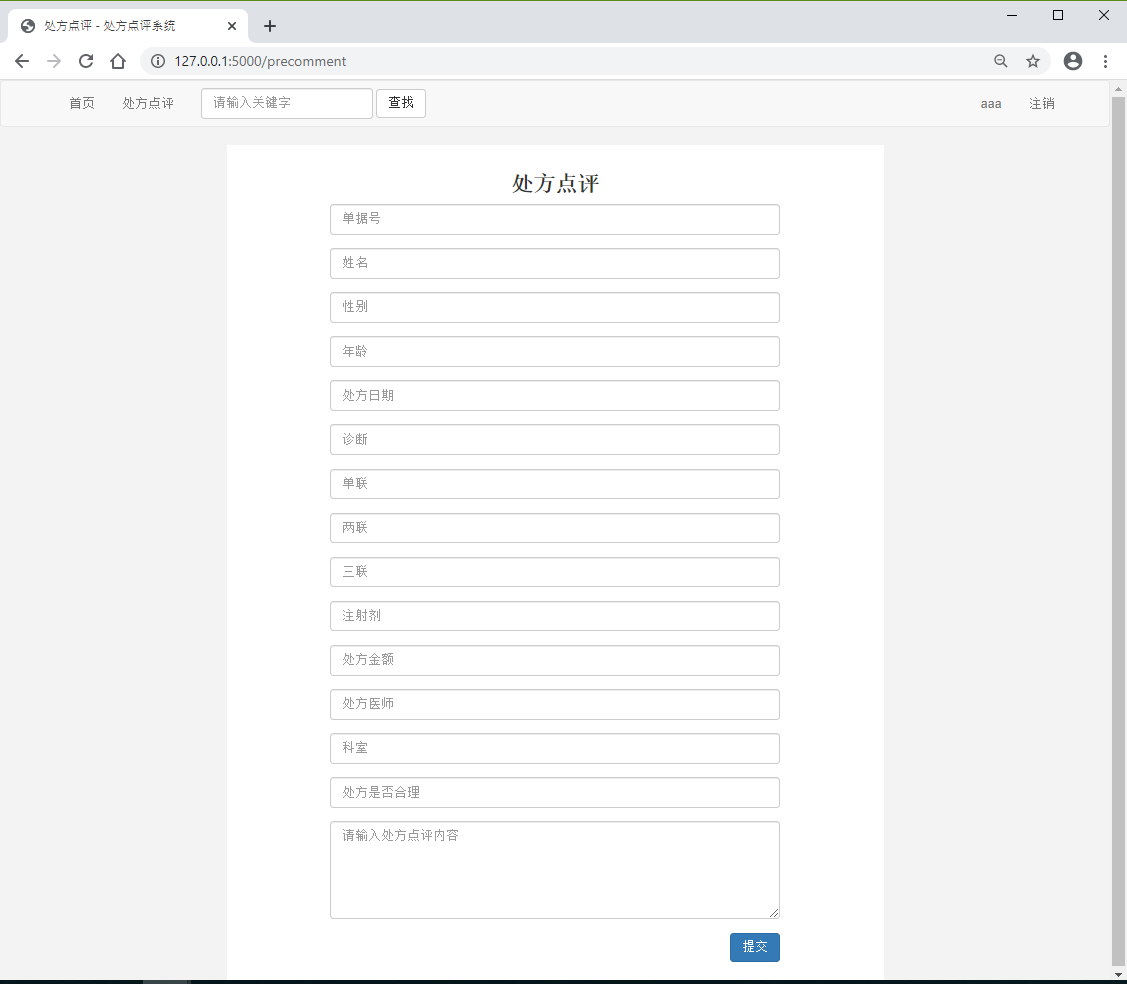 处方点评 - 处方点评系统
127.0.0.1:5000/precomment
首页 处方点评 请输入关键字 查找 aaa 注销
处方点评
单据号
姓名
性别
年龄
处方日期
诊断
单联
两联
三联
注射剂
处方金额
处方医师
科室
处方是否合理
请输入处方点评内容
提交